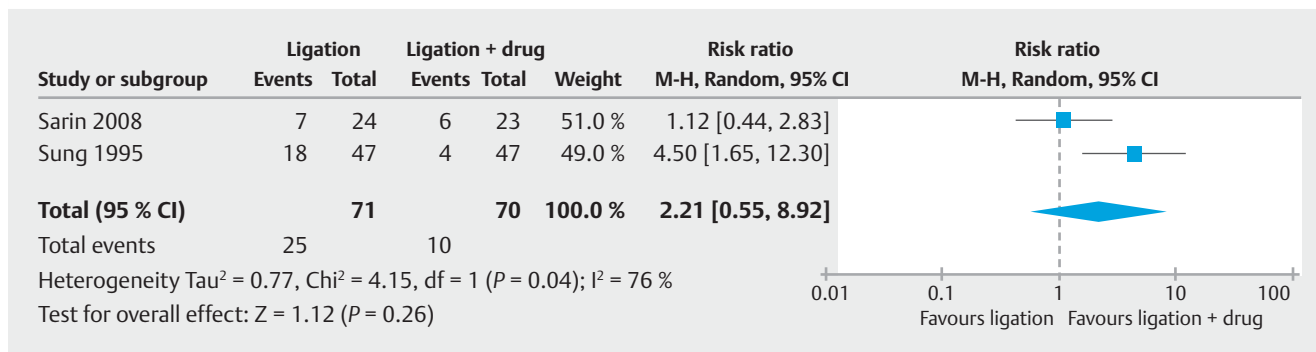 Ligation Ligation + drug Risk ratio Risk ratio
Study or subgroup Events Total Events Total Weight M-H, Random, 95% CI M-H, Random, 95% CI
Sarin 2008 7 24 6 23 51.0 % 1.12 [0.44, 2.83]
Sung 1995 18 47 4 47 49.0 % 4.50 [1.65, 12.30]
Total (95 % CI) 71 70 100.0 % 2.21 [0.55, 8.92]
Total events 25 10
Heterogeneity Tau² = 0.77, Chi² = 4.15, df = 1 (P = 0.04); I² = 76 %
Test for overall effect: Z = 1.12 (P = 0.26)
0.01 0.1 1 10 100
Favours ligation Favours ligation + drug